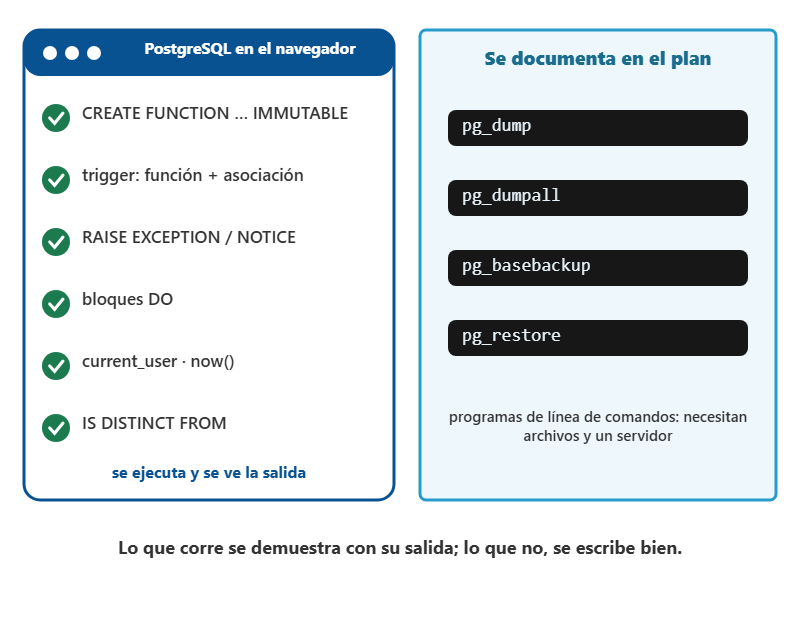 PostgreSQL en el navegador
CREATE FUNCTION … IMMUTABLE
trigger: función + asociación
RAISE EXCEPTION / NOTICE
bloques DO
current_user · now()
IS DISTINCT FROM
se ejecuta y se ve la salida
Se documenta en el plan
pg_dump
pg_dumpall
pg_basebackup
pg_restore
programas de línea de comandos: necesitan
archivos y un servidor
Lo que corre se demuestra con su salida; lo que no, se escribe bien.